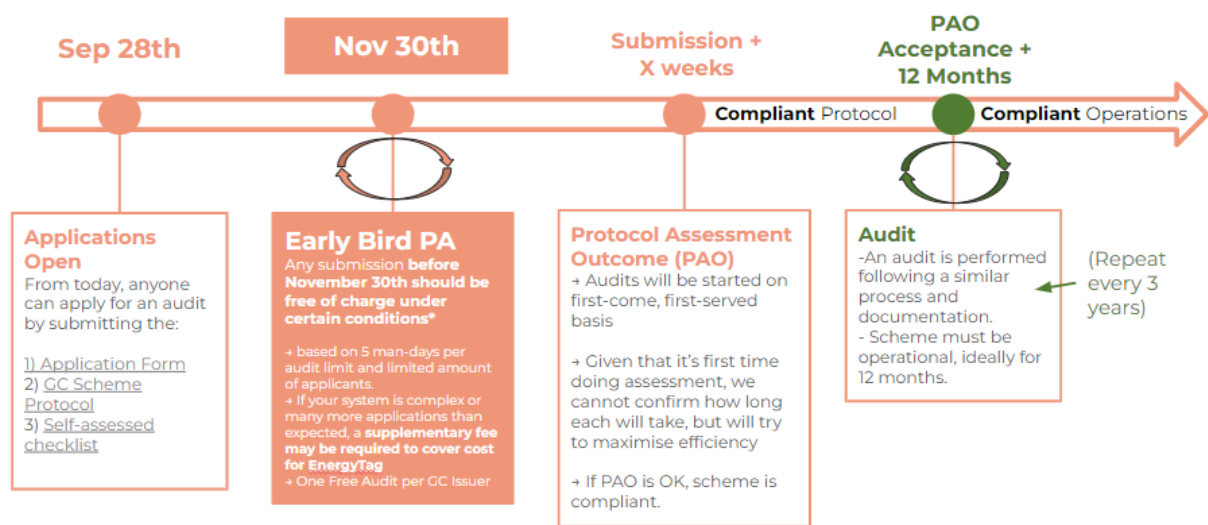 Sep 28th
Nov 30th
Submission +
X weeks
PAO
Acceptance +
12 Months
Compliant Protocol
Compliant Operations
Applications
Open
From today, anyone
can apply for an audit
by submitting the:
1) Application Form
2) GC Scheme
Protocol
3) Self-assessed
checklist
Early Bird PA
Any submission before
November 30th should be
free of charge under
certain conditions*
→ based on 5 man-days per
audit limit and limited amount
of applicants.
→ If your system is complex or
many more applications than
expected, a supplementary fee
may be required to cover cost
for EnergyTag
→ One Free Audit per GC Issuer
Protocol Assessment
Outcome (PAO)
→ Audits will be started on
first-come, first-served
basis
→ Given that it's first time
doing assessment, we
cannot confirm how long
each will take, but will try
to maximise efficiency
→ If PAO is OK, scheme is
compliant.
Audit
-An audit is performed
following a similar
process and
documentation.
- Scheme must be
operational, ideally for
12 months.
(Repeat
every 3
years)